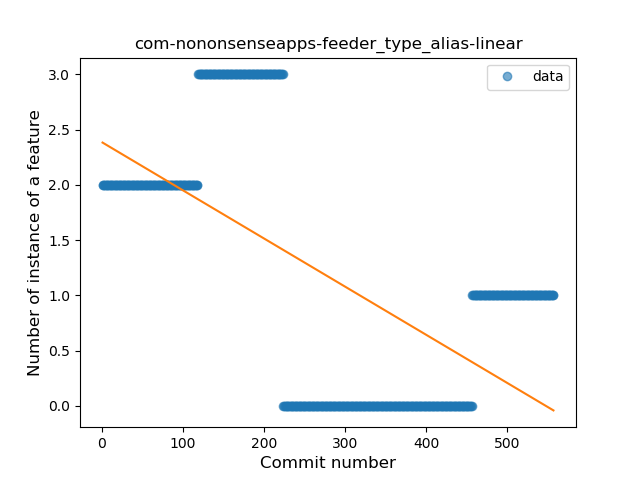 com-nononsenseapps-feeder_type_alias-linear
data
Number of instance of a feature
3.0
2.5
2.0
1.5
1.0
0.5
0.0
0 100 200 300 400 500
Commit number